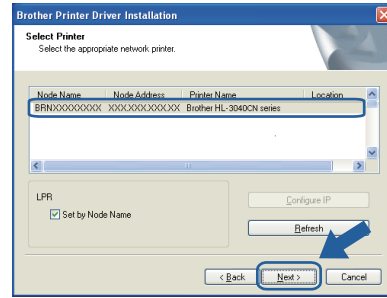 Brother Printer Driver Installation
Select Printer
Select the appropriate network printer.
Node Name Node Address Printer Name Location
BRNXXXXXXXX XXX.XXX.XXX.XX Brother HL-3040CN series
LPR
Set by Node Name
Configure IP
Refresh
< Back Next > Cancel